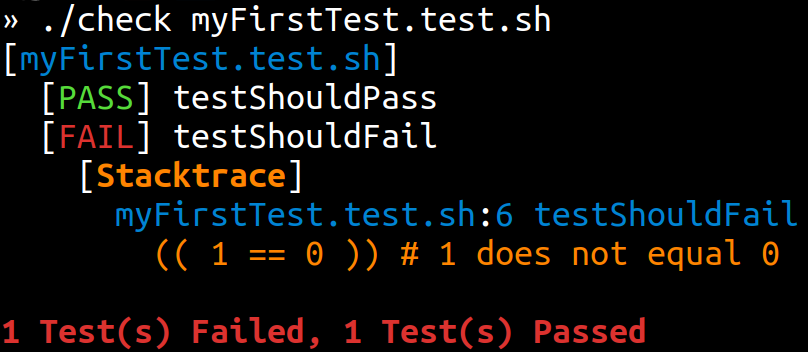 » ./check myFirstTest.test.sh
[myFirstTest.test.sh]
[PASS] testShouldPass
[FAIL] testShouldFail
[Stacktrace]
myFirstTest.test.sh:6 testShouldFail
(( 1 == 0 )) # 1 does not equal 0
1 Test(s) Failed, 1 Test(s) Passed